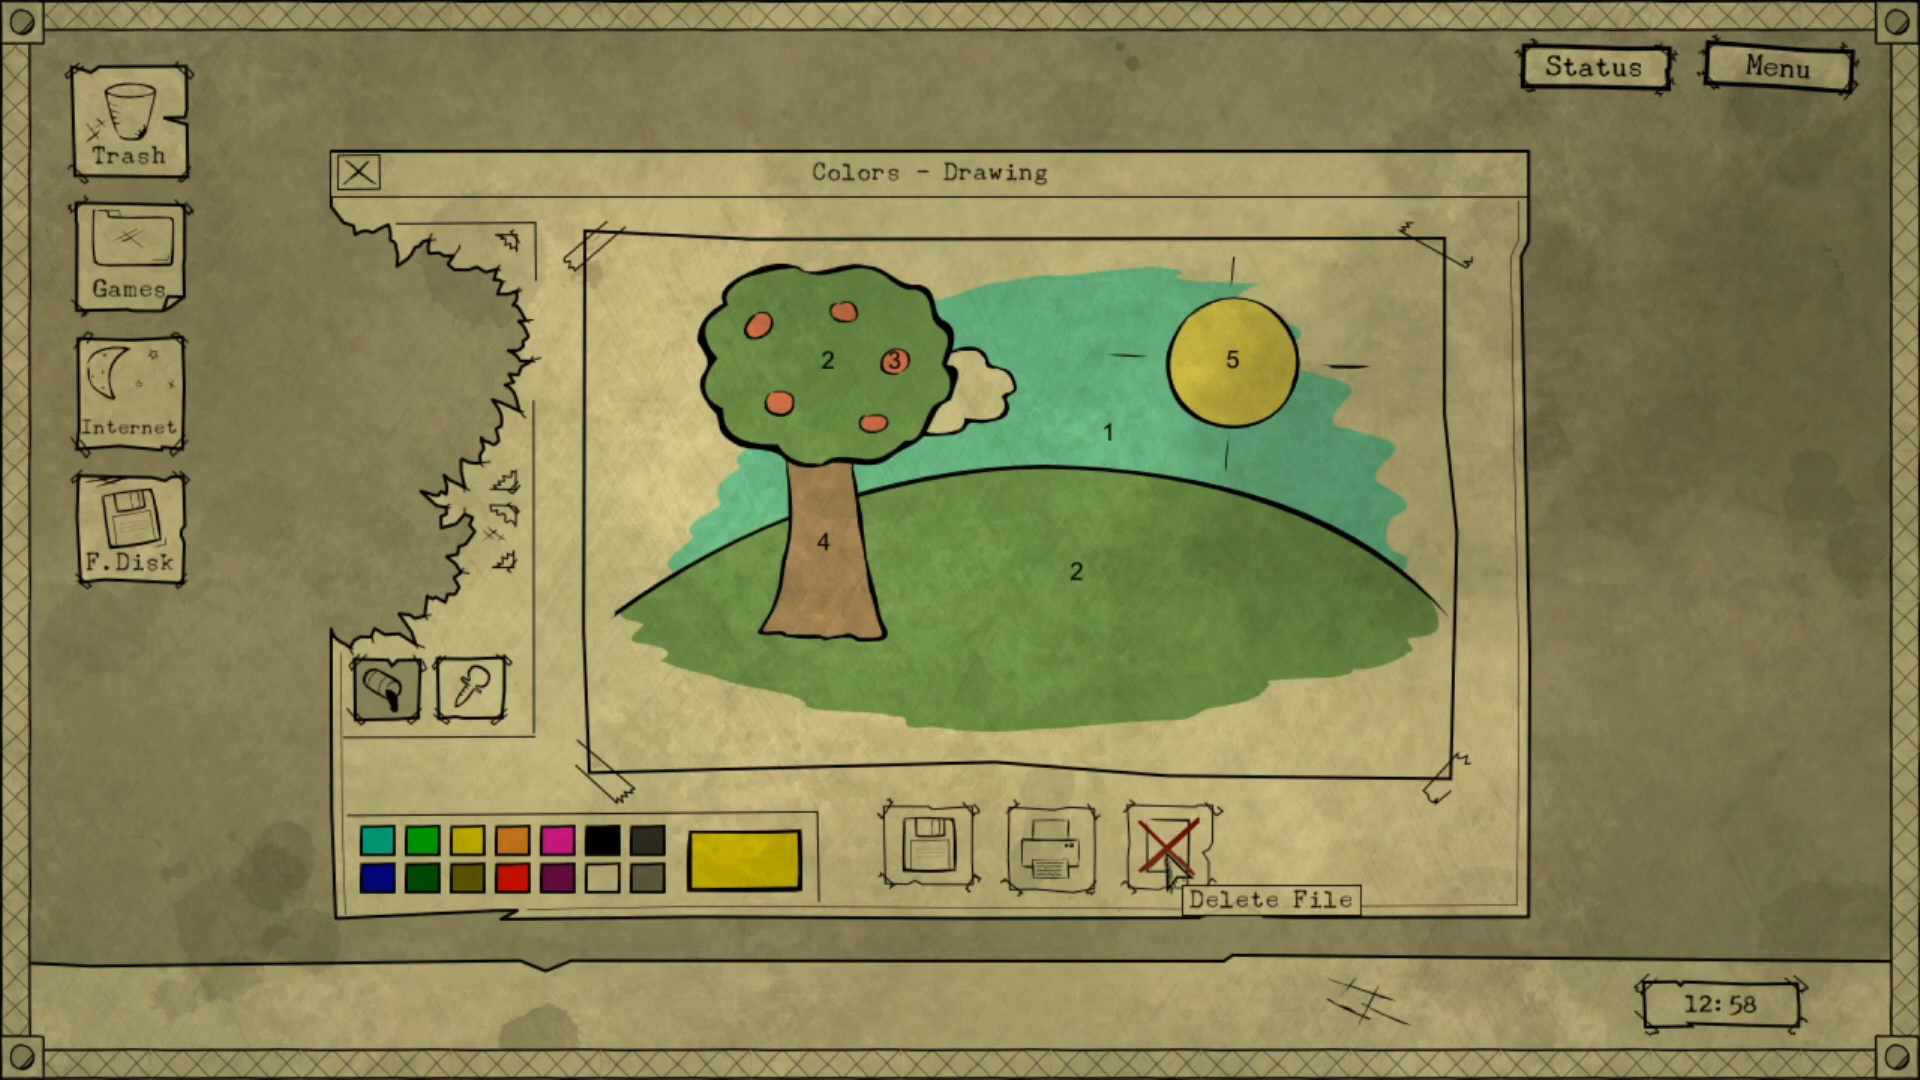 Status
Menu
Trash
Games
Internet
F.Disk
Colors - Drawing
2
3
5
1
4
2
Delete File
12:58